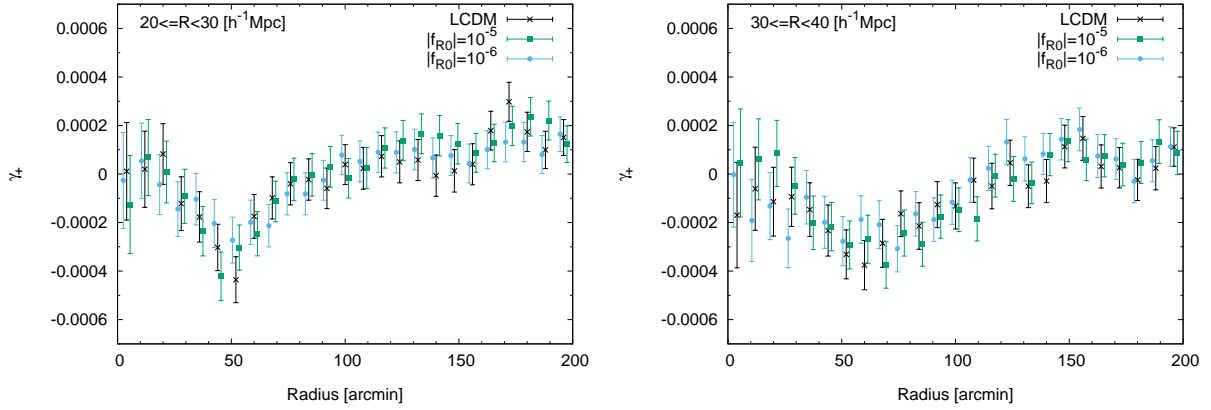 20<=R<30 [h⁻¹Mpc]
LCDM
|f_R0|=10⁻⁵
|f_R0|=10⁻⁶
0.0006
0.0004
0.0002
0
-0.0002
-0.0004
-0.0006
γ₊
0 50 100 150 200
Radius [arcmin]
30<=R<40 [h⁻¹Mpc]
LCDM
|f_R0|=10⁻⁵
|f_R0|=10⁻⁶
0.0006
0.0004
0.0002
0
-0.0002
-0.0004
-0.0006
γ₊
0 50 100 150 200
Radius [arcmin]